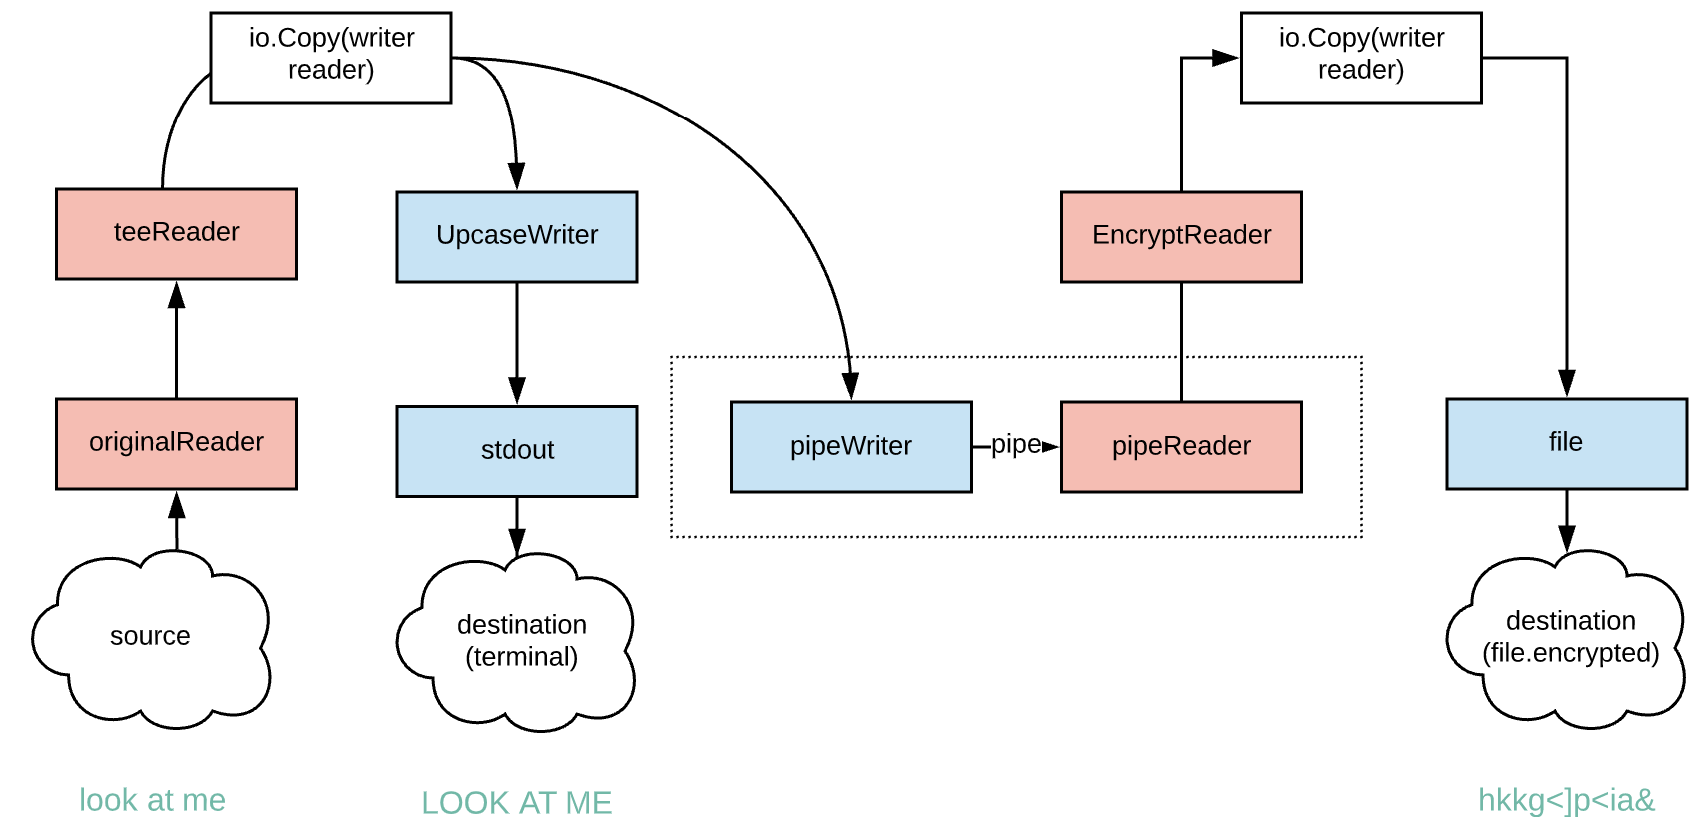 io.Copy(writer
reader)
io.Copy(writer
reader)
teeReader
UpcaseWriter
EncryptReader
originalReader
stdout
pipeWriter
pipe
pipeReader
file
source
destination
(terminal)
destination
(file.encrypted)
look at me
LOOK AT ME
hkkg<]p<ia&